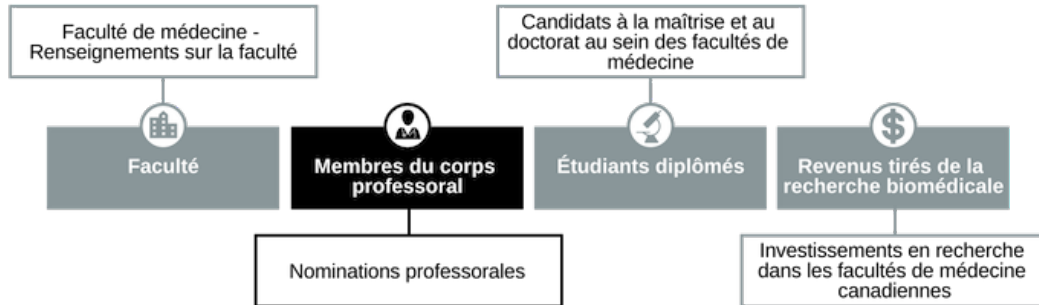 Faculté de médecine -
Renseignements sur la faculté
Candidats à la maîtrise et au
doctorat au sein des facultés de
médecine
Faculté
Membres du corps
professoral
Étudiants diplômés
Revenus tirés de la
recherche biomédicale
Nominations professorales
Investissements en recherche
dans les facultés de médecine
canadiennes